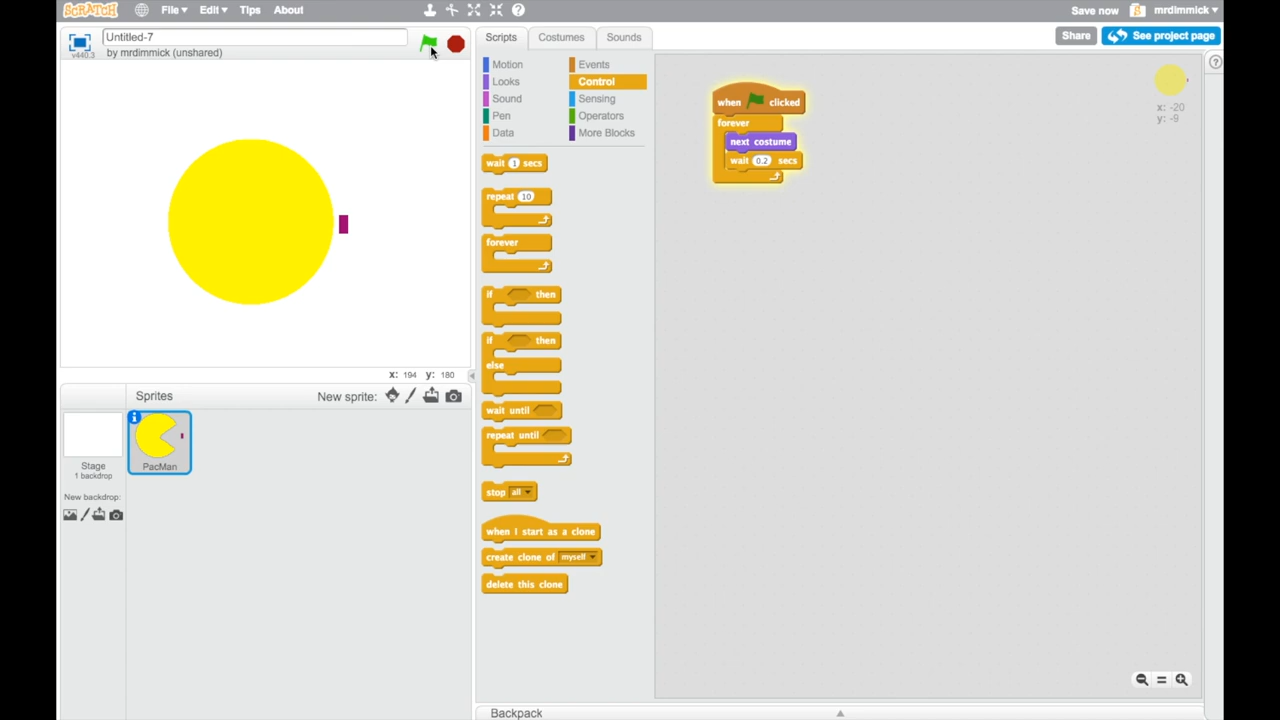 SCRATCH File Edit Tips About Save now mrdimmick
Untitled-7
by mrdimmick (unshared)
v440.3
Scripts Costumes Sounds
Share See project page
Motion Events
Looks Control
Sound Sensing
Pen Operators
Data More Blocks
wait 1 secs
repeat 10
forever
if then
if then
else
wait until
repeat until
stop all
when I start as a clone
create clone of myself
delete this clone
when clicked
forever
next costume
wait 0.2 secs
x: -20
y: -9
x: 194 y: 180
Sprites New sprite:
Stage
1 backdrop
New backdrop:
PacMan
Backpack